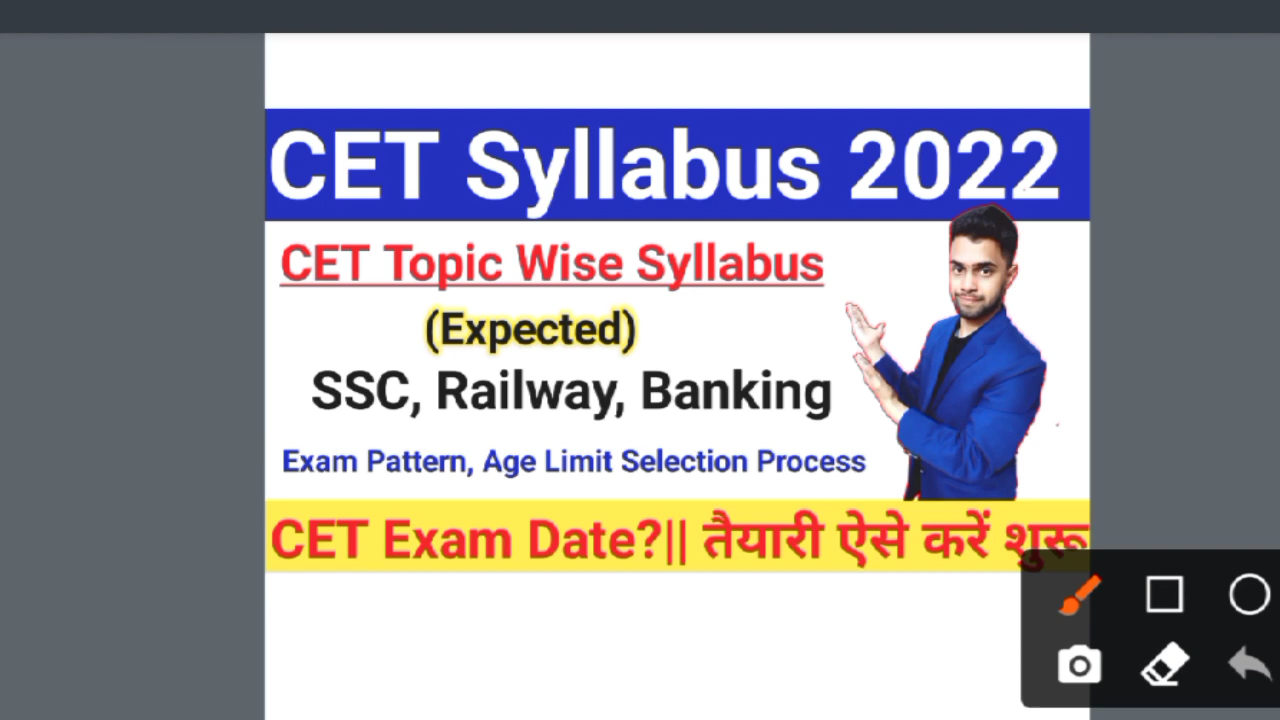 CET Syllabus 2022
CET Topic Wise Syllabus
(Expected)
SSC, Railway, Banking
Exam Pattern, Age Limit Selection Process
CET Exam Date?|| तैयारी ऐसे करें शुरू